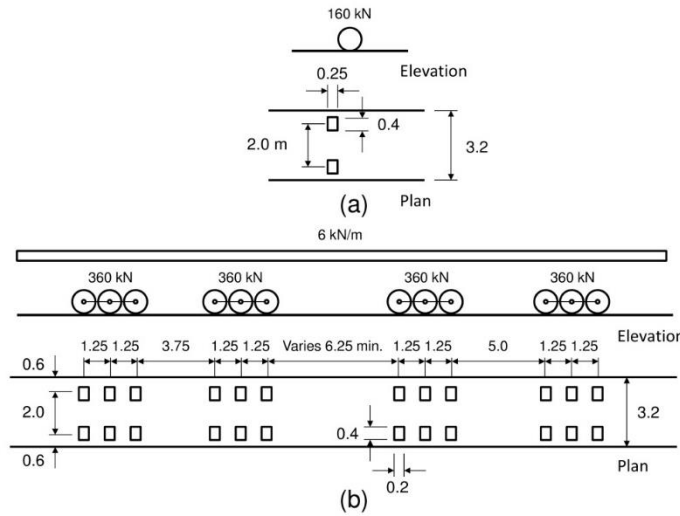 160 kN
Elevation
0.25
0.4
2.0 m
3.2
Plan
(a)
6 kN/m
360 kN 360 kN 360 kN 360 kN
Elevation
1.25 1.25 3.75 1.25 1.25 Varies 6.25 min. 1.25 1.25 5.0 1.25 1.25
0.6
2.0
0.4
3.2
0.6
Plan
0.2
(b)